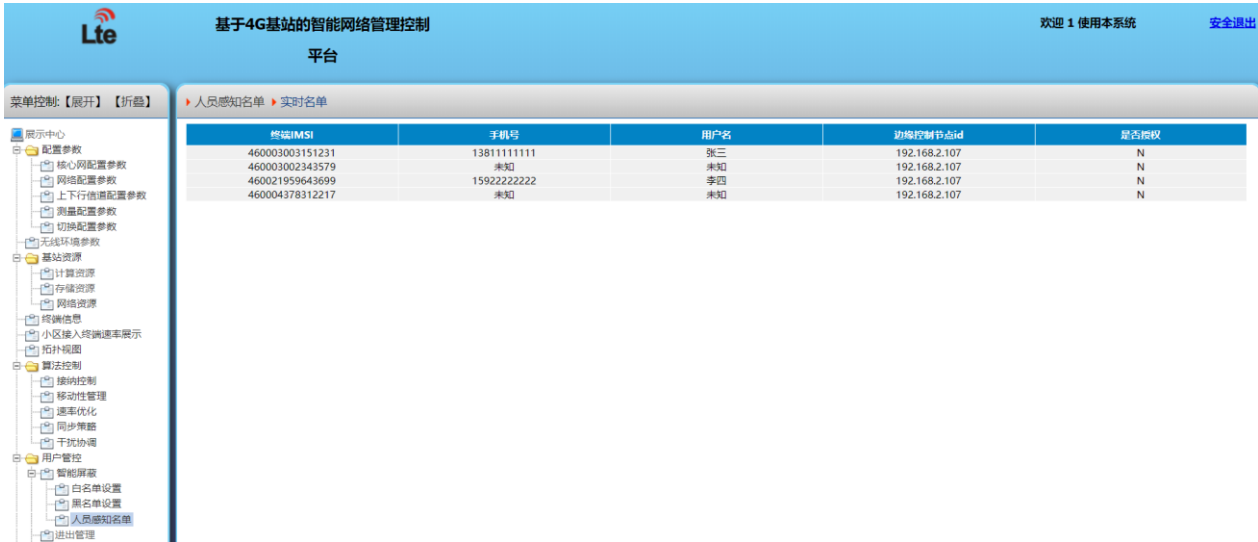 Lte
基于4G基站的智能网络管理控制
平台
欢迎 1 使用本系统
安全退出
菜单控制:【展开】 【折叠】
人员感知名单 实时名单
展示中心
配置参数
核心网配置参数
网络配置参数
上下行信道配置参数
测量配置参数
切换配置参数
无线环境参数
基站资源
计算资源
存储资源
网络资源
终端信息
小区接入终端速率展示
拓扑视图
算法控制
接纳控制
移动性管理
速率优化
同步策略
干扰协调
用户管控
智能屏蔽
白名单设置
黑名单设置
人员感知名单
进出管理
终端IMSI 手机号 用户名 边缘控制节点id 是否授权
460003003151231 13811111111 张三 192.168.2.107 N
460003002343579 未知 未知 192.168.2.107 N
460021959643699 15922222222 李四 192.168.2.107 N
460004378312217 未知 未知 192.168.2.107 N